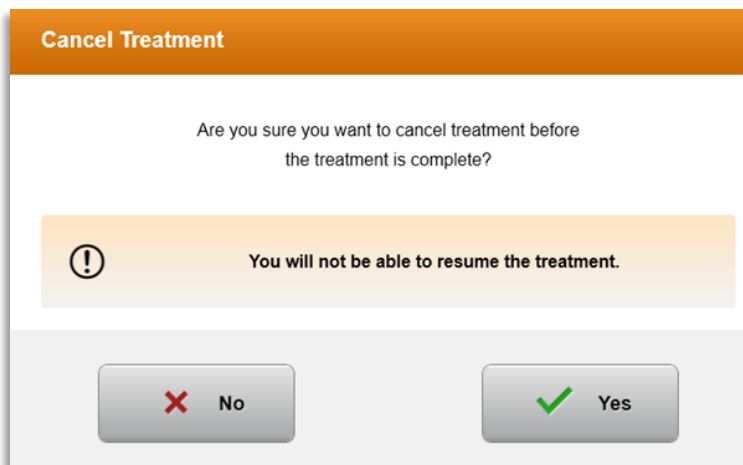 Cancel Treatment
Are you sure you want to cancel treatment before
the treatment is complete?
You will not be able to resume the treatment.
No
Yes